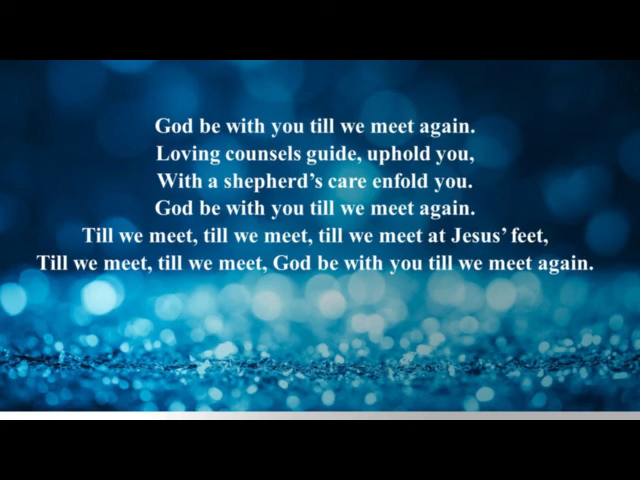 God be with you till we meet again.
Loving counsels guide, uphold you,
With a shepherd’s care enfold you.
God be with you till we meet again.
Till we meet, till we meet, till we meet at Jesus’ feet,
Till we meet, till we meet, God be with you till we meet again.